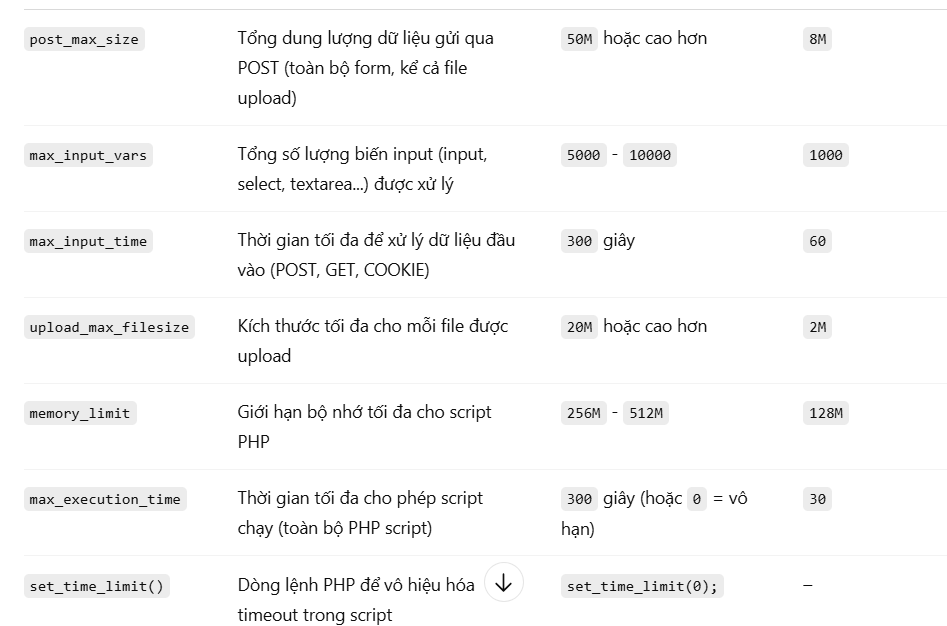 post_max_size Tổng dung lượng dữ liệu gửi qua 50M hoặc cao hơn 8M
POST (toàn bộ form, kể cả file
upload)
max_input_vars Tổng số lượng biến input (input, 5000 - 10000 1000
select, textarea...) được xử lý
max_input_time Thời gian tối đa để xử lý dữ liệu đầu 300 giây 60
vào (POST, GET, COOKIE)
upload_max_filesize Kích thước tối đa cho mỗi file được 20M hoặc cao hơn 2M
upload
memory_limit Giới hạn bộ nhớ tối đa cho script 256M - 512M 128M
PHP
max_execution_time Thời gian tối đa cho phép script 300 giây (hoặc 0 = vô 30
chạy (toàn bộ PHP script) hạn)
set_time_limit() Dòng lệnh PHP để vô hiệu hóa set_time_limit(0); –
timeout trong script